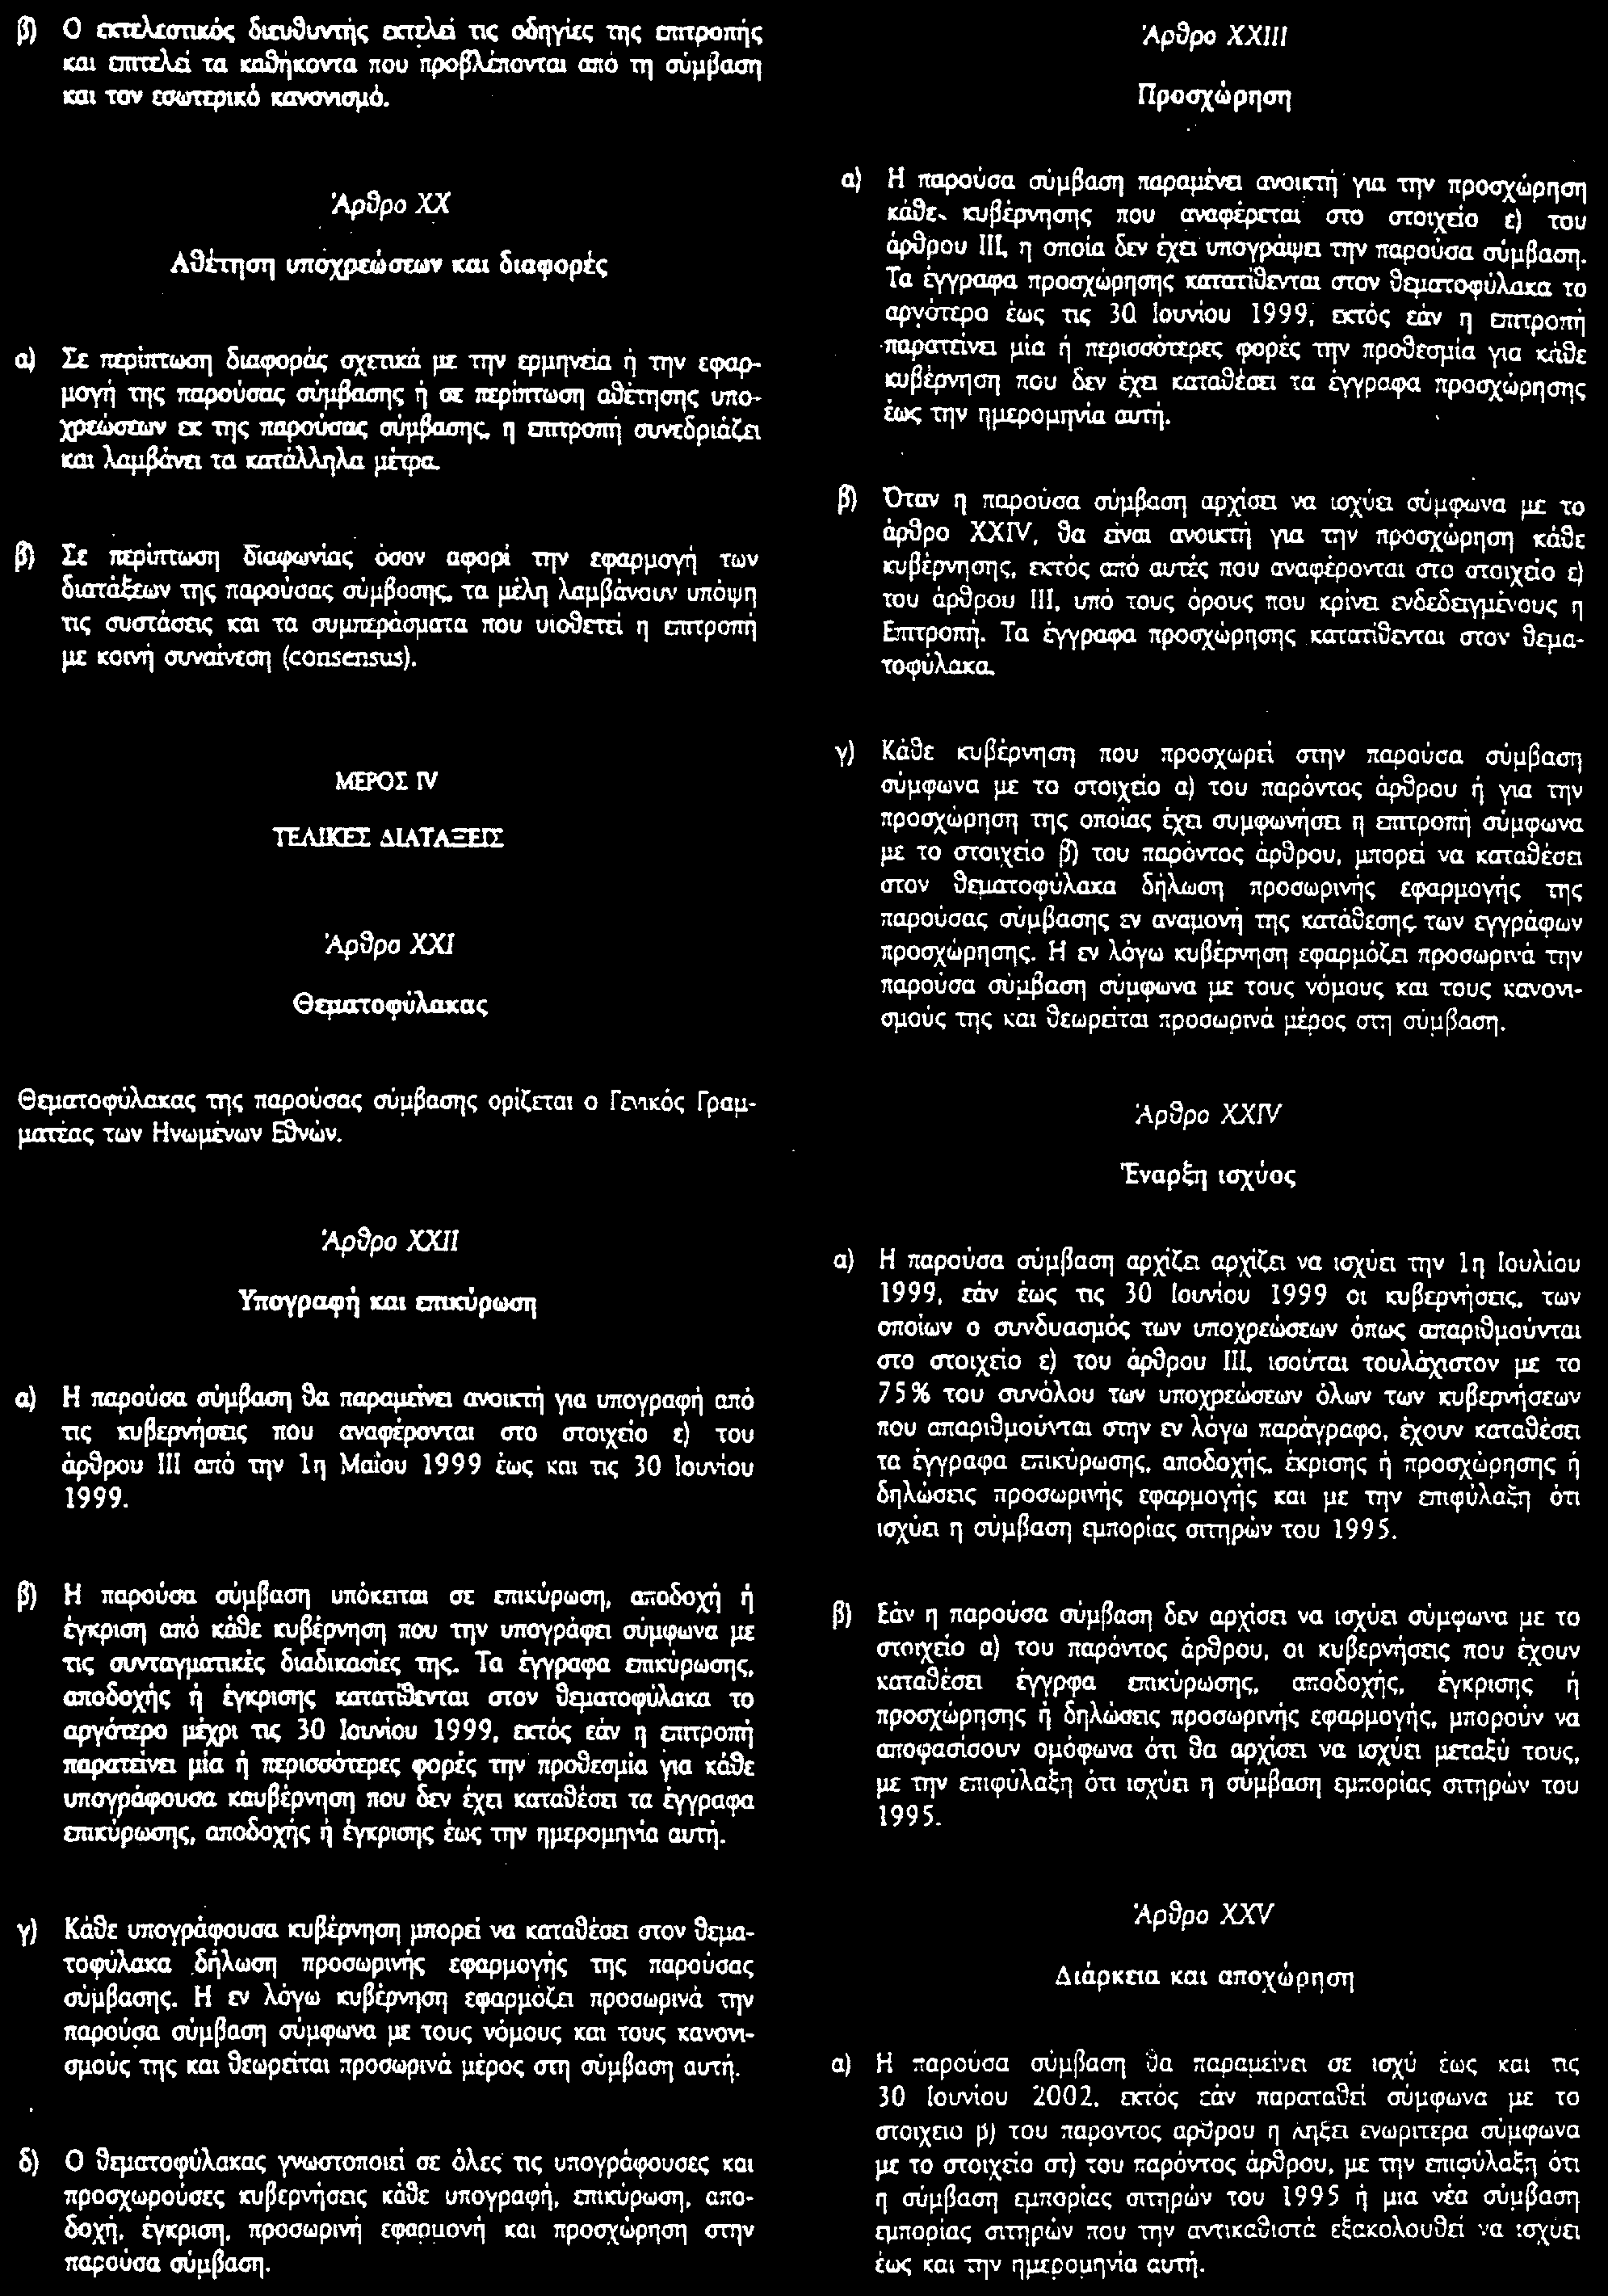 β) Ο εκτελεστικός διευθυντής εκτελεί τις οδηγίες της επιτροπής
και επιτελεί τα καθήκοντα που προβλέπονται από τη σύμβαση
και τον εσωτερικό κανονισμό.
Άρθρο XX
Αθέτηση υποχρεώσεων και διαφορές
α) Σε περίπτωση διαφοράς σχετικά με την ερμηνεία ή την εφαρ-
μογή της παρούσας σύμβασης ή σε περίπτωση αθέτησης υπο-
χρεώσεων εκ της παρούσας σύμβασης, η επιτροπή συνεδριάζει
και λαμβάνει τα κατάλληλα μέτρα.
β) Σε περίπτωση διαφωνίας όσον αφορί την εφαρμογή των
διατάξεων της παρούσας σύμβοσης, τα μέλη λαμβάνουν υπόψη
τις συστάσεις και τα συμπεράσματα που υιοθετεί η επιτροπή
με κοινή συναίνεση (consensus).
ΜΕΡΟΣ IV
ΤΕΛΙΚΕΣ ΔΙΑΤΑΞΕΙΣ
Άρθρο XXI
Θεματοφύλακας
Θεματοφύλακας της παρούσας σύμβασης ορίζεται ο Γενικός Γραμ-
ματέας των Ηνωμένων Εθνών.
Άρθρο XXII
Υπογραφή και επικύρωση
α) Η παρούσα σύμβαση θα παραμείνει ανοικτή για υπογραφή από
τις κυβερνήσεις που αναφέρονται στο στοιχείο ε) του
άρθρου III από την 1η Μαΐου 1999 έως και τις 30 Ιουνίου
1999.
β) Η παρούσα σύμβαση υπόκειται σε επικύρωση, αποδοχή ή
έγκριση από κάθε κυβέρνηση που την υπογράφει σύμφωνα με
τις συνταγματικές διαδικασίες της. Τα έγγραφα επικύρωσης,
αποδοχής ή έγκρισης κατατίθενται στον θεματοφύλακα το
αργότερο μέχρι τις 30 Ιουνίου 1999, εκτός εάν η επιτροπή
παρατείνει μία ή περισσότερες φορές την προθεσμία για κάθε
υπογράφουσα καυβέρνηση που δεν έχει καταθέσει τα έγγραφα
επικύρωσης, αποδοχής ή έγκρισης έως την ημερομηνία αυτή.
γ) Κάθε υπογράφουσα κυβέρνηση μπορεί να καταθέσει στον θεμα-
τοφύλακα δήλωση προσωρινής εφαρμογής της παρούσας
σύμβασης. Η εν λόγω κυβέρνηση εφαρμόζει προσωρινά την
παρούσα σύμβαση σύμφωνα με τους νόμους και τους κανονι-
σμούς της και θεωρείται προσωρινά μέρος στη σύμβαση αυτή.
δ) Ο θεματοφύλακας γνωστοποιεί σε όλες τις υπογράφουσες και
προσχωρούσες κυβερνήσεις κάθε υπογραφή, επικύρωση, απο-
δοχή, έγκριση, προσωρινή εφαρμογή και προσχώρηση στην
παρούσα σύμβαση.
Άρθρο XXIII
Προσχώρηση
α) Η παρούσα σύμβαση παραμένει ανοικτή για την προσχώρηση
κάθε κυβέρνησης που αναφέρεται στο στοιχείο ε) του
άρθρου III, η οποία δεν έχει υπογράψει την παρούσα σύμβαση.
Τα έγγραφα προσχώρησης κατατίθενται στον θεματοφύλακα το
αργότερο έως τις 30 Ιουνίου 1999, εκτός εάν η επιτροπή
παρατείνει μία ή περισσότερες φορές την προθεσμία για κάθε
κυβέρνηση που δεν έχει καταθέσει τα έγγραφα προσχώρησης
έως την ημερομηνία αυτή.
β) Όταν η παρούσα σύμβαση αρχίσει να ισχύει σύμφωνα με το
άρθρο XXIV, θα είναι ανοικτή για την προσχώρηση κάθε
κυβέρνησης, εκτός από αυτές που αναφέρονται στο στοιχείο ε)
του άρθρου III, υπό τους όρους που κρίνει ενδεδειγμένους η
Επιτροπή. Τα έγγραφα προσχώρησης κατατίθενται στον θεμα-
τοφύλακα.
γ) Κάθε κυβέρνηση που προσχωρεί στην παρούσα σύμβαση
σύμφωνα με το στοιχείο α) του παρόντος άρθρου ή για την
προσχώρηση της οποίας έχει συμφωνήσει η επιτροπή σύμφωνα
με το στοιχείο β) του παρόντος άρθρου, μπορεί να καταθέσει
στον θεματοφύλακα δήλωση προσωρινής εφαρμογής της
παρούσας σύμβασης εν αναμονή της κατάθεσης των εγγράφων
προσχώρησης. Η εν λόγω κυβέρνηση εφαρμόζει προσωρινά την
παρούσα σύμβαση σύμφωνα με τους νόμους και τους κανονι-
σμούς της και θεωρείται προσωρινά μέρος στη σύμβαση.
Άρθρο XXIV
Έναρξη ισχύος
α) Η παρούσα σύμβαση αρχίζει αρχίζει να ισχύει την 1η Ιουλίου
1999, εάν έως τις 30 Ιουνίου 1999 οι κυβερνήσεις, των
οποίων ο συνδυασμός των υποχρεώσεων όπως απαριθμούνται
στο στοιχείο ε) του άρθρου III, ισούται τουλάχιστον με το
75% του συνόλου των υποχρεώσεων όλων των κυβερνήσεων
που απαριθμούνται στην εν λόγω παράγραφο, έχουν καταθέσει
τα έγγραφα επικύρωσης, αποδοχής, έκρισης ή προσχώρησης ή
δηλώσεις προσωρινής εφαρμογής και με την επιφύλαξη ότι
ισχύει η σύμβαση εμπορίας σιτηρών του 1995.
β) Εάν η παρούσα σύμβαση δεν αρχίσει να ισχύει σύμφωνα με το
στοιχείο α) του παρόντος άρθρου, οι κυβερνήσεις που έχουν
καταθέσει έγγρφα επικύρωσης, αποδοχής, έγκρισης ή
προσχώρησης ή δηλώσεις προσωρινής εφαρμογής, μπορούν να
αποφασίσουν ομόφωνα ότι θα αρχίσει να ισχύει μεταξύ τους,
με την επιφύλαξη ότι ισχύει η σύμβαση εμπορίας σιτηρών του
1995.
Άρθρο XXV
Διάρκεια και αποχώρηση
α) Η παρούσα σύμβαση θα παραμείνει σε ισχύ έως και τις
30 Ιουνίου 2002, εκτός εάν παραταθεί σύμφωνα με το
στοιχειο β) του παροντος αρθρου η ληξει ενωριτερα σύμφωνα
με το στοιχείο στ) του παρόντος άρθρου, με την επιφύλαξη ότι
η σύμβαση εμπορίας σιτηρών του 1995 ή μια νέα σύμβαση
εμπορίας σιτηρών που την αντικαθιστά εξακολουθεί να ισχύει
έως και την ημερομηνία αυτή.